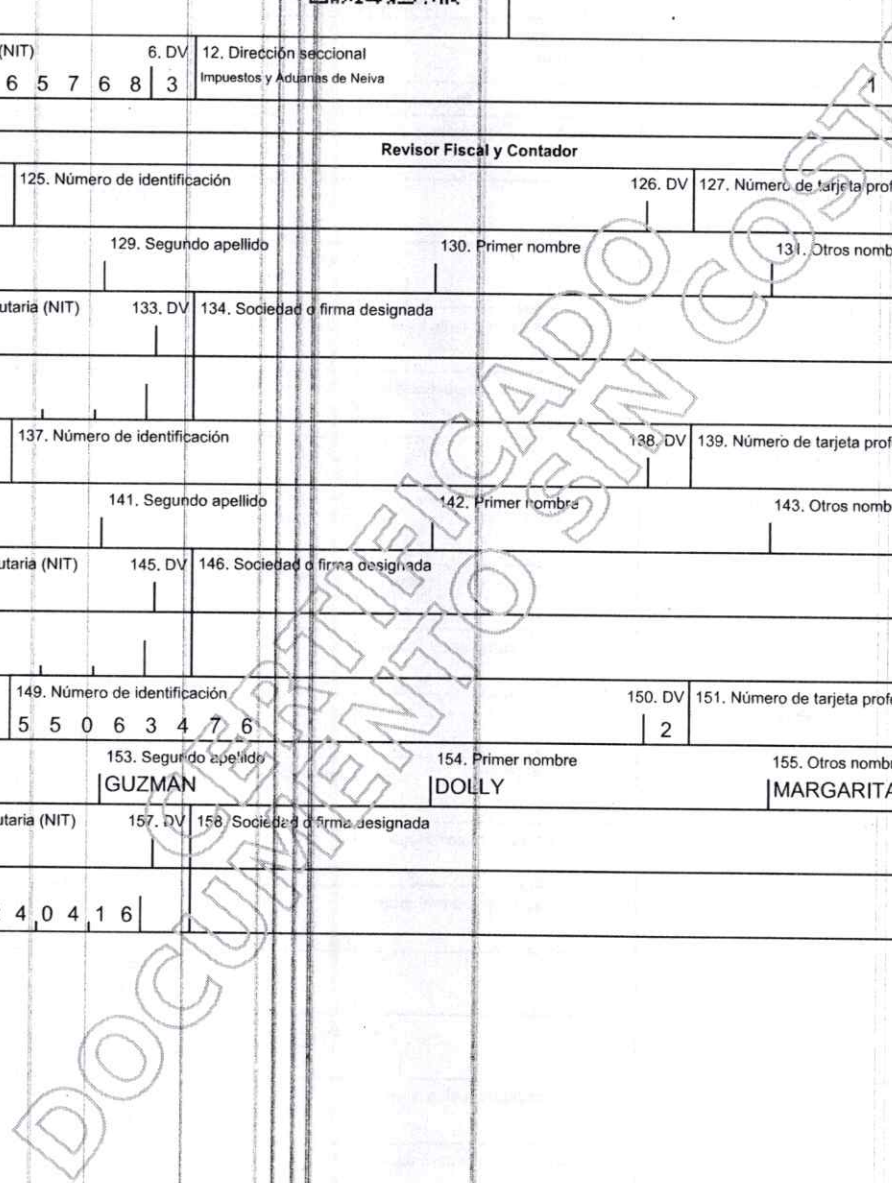 (NIT) 6. DV 12. Dirección seccional
6 5 7 6 8 3 Impuestos y Aduanas de Neiva 1
Revisor Fiscal y Contador
125. Número de identificación 126. DV 127. Número de tarjeta prof
129. Segundo apellido 130. Primer nombre 131. Otros nomb
utaria (NIT) 133. DV 134. Sociedad o firma designada
137. Número de identificación 138. DV 139. Número de tarjeta prof
141. Segundo apellido 142. Primer nombre 143. Otros nomb
utaria (NIT) 145. DV 146. Sociedad o firma designada
149. Número de identificación 150. DV 151. Número de tarjeta profe
5 5 0 6 3 4 7 6 2
153. Segundo apellido 154. Primer nombre 155. Otros nombr
GUZMAN DOLLY MARGARITA
utaria (NIT) 157. DV 158. Sociedad o firma designada
4 0 4 1 6
CERTIFICADO
DOCUMENTO SIN COSTO